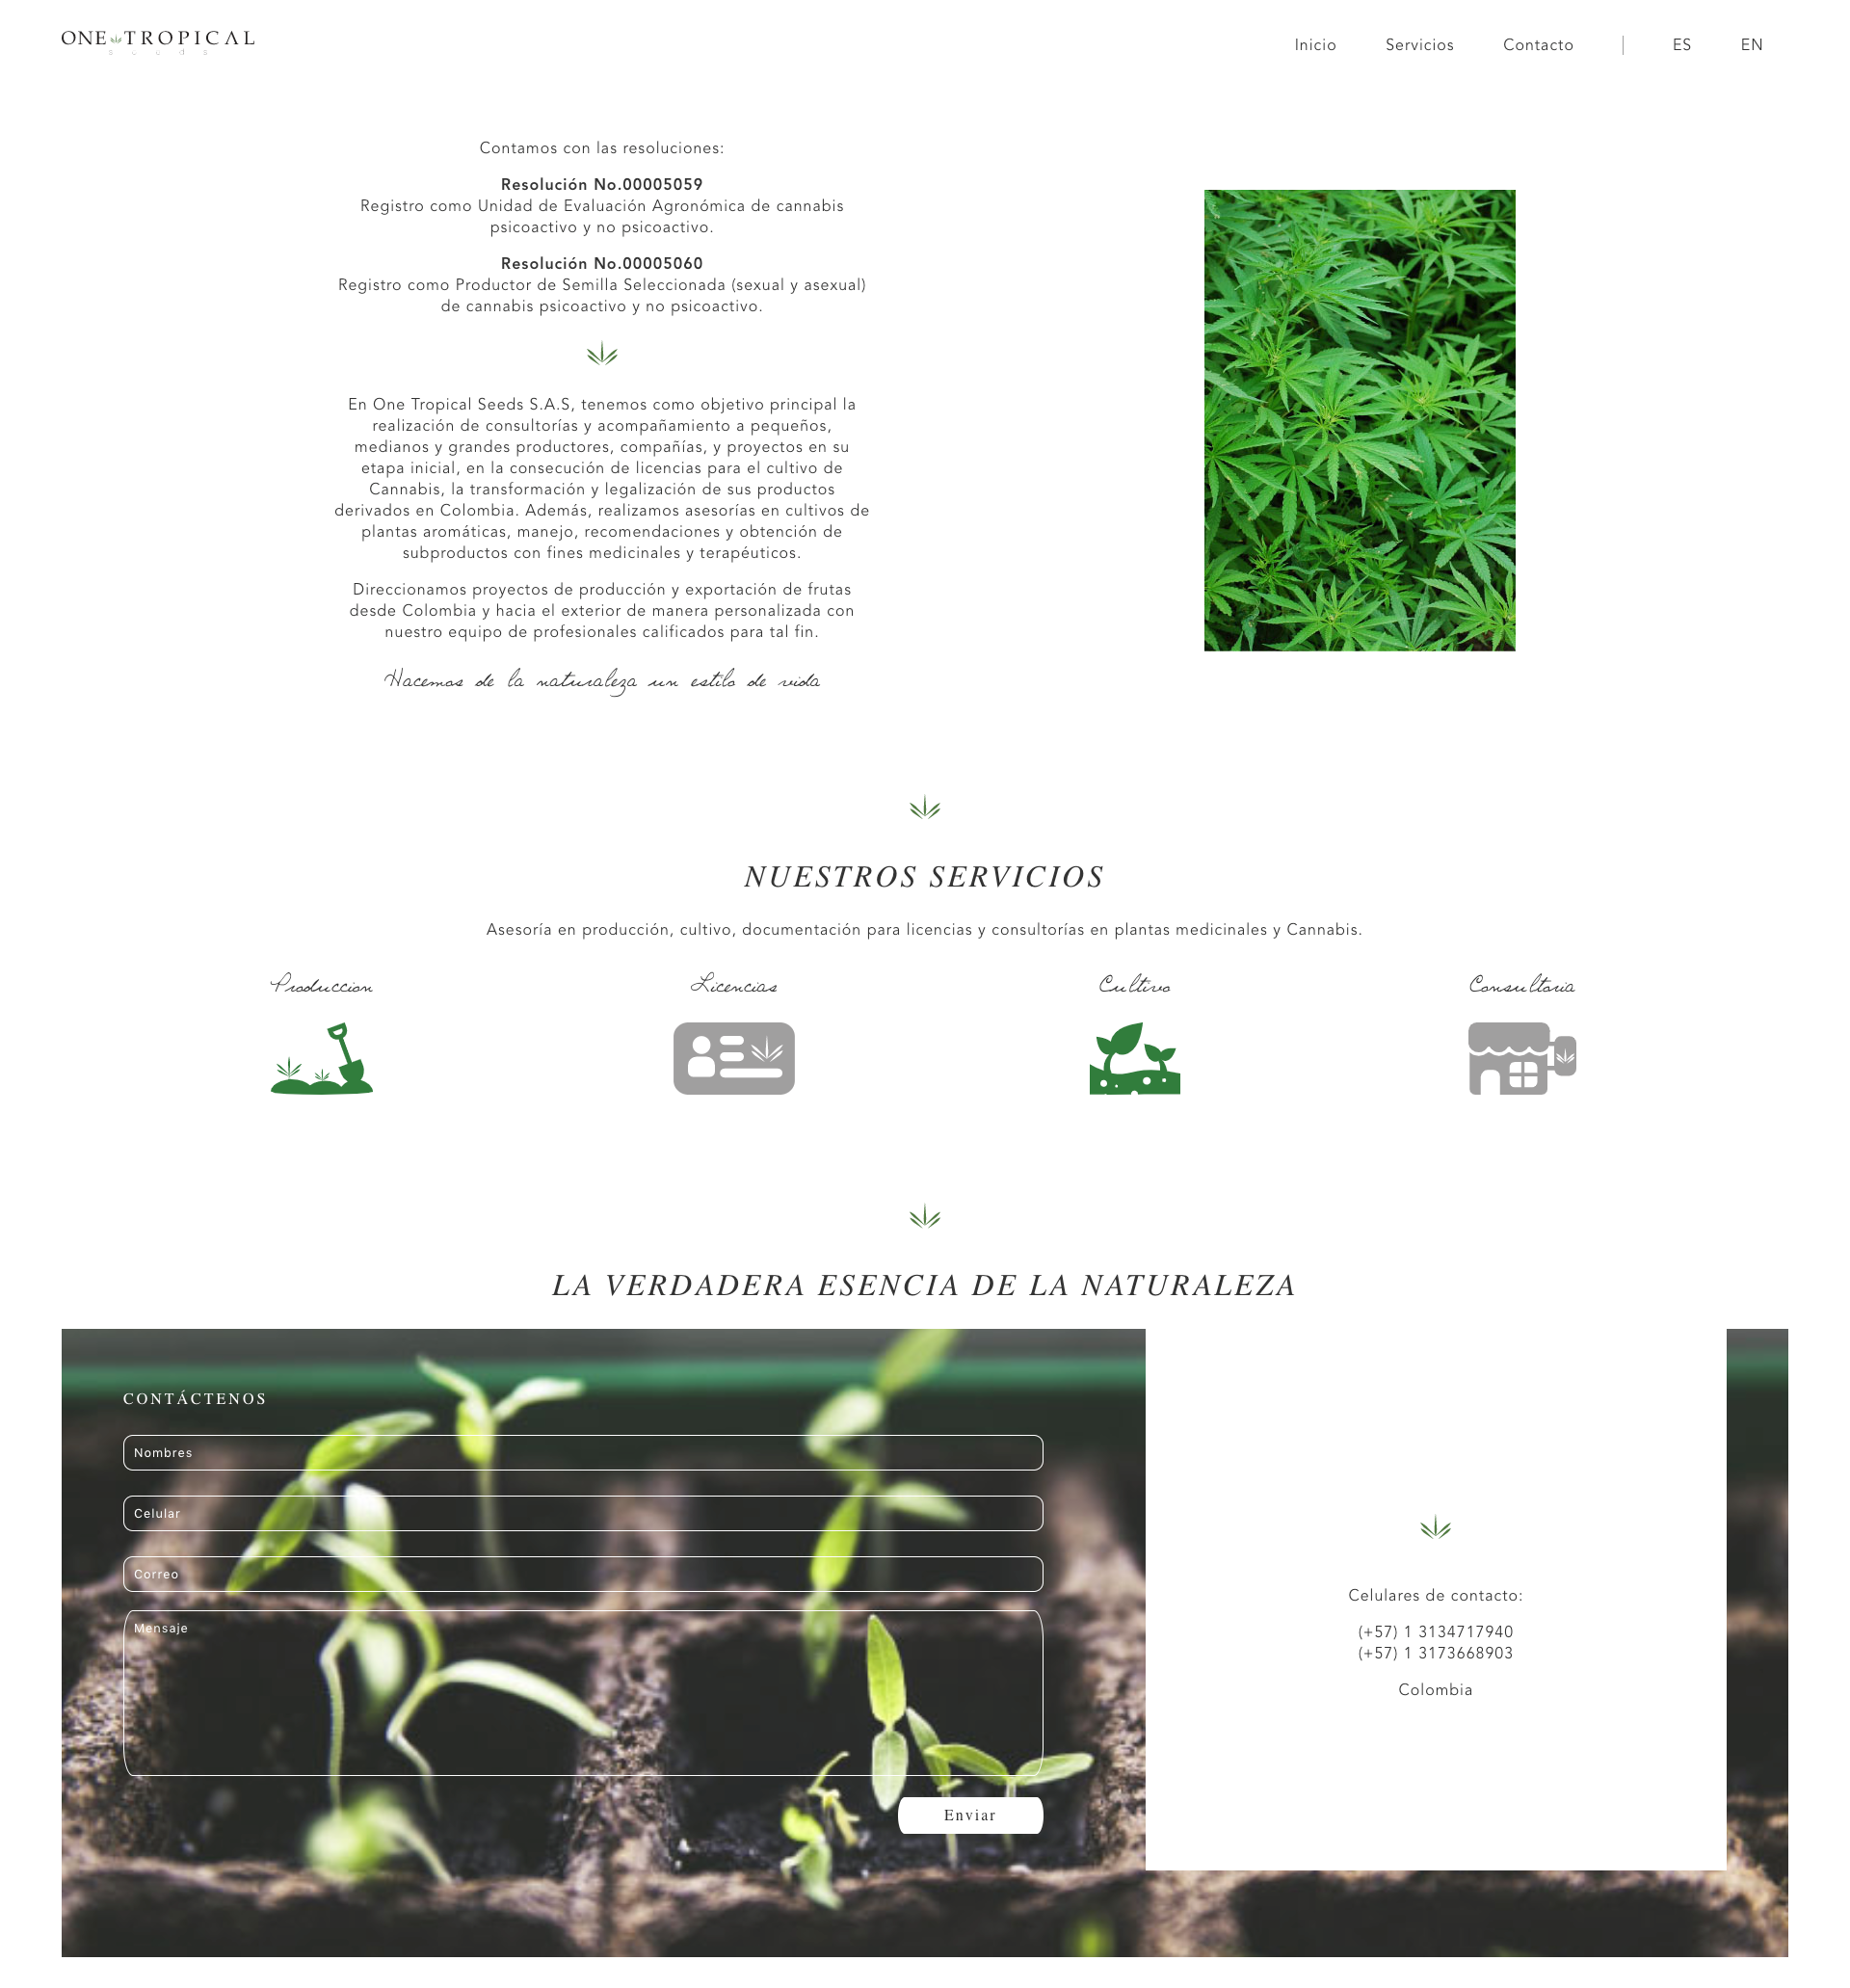 ONE TROPICAL
seeds
Inicio
Servicios
Contacto
ES
EN
Contamos con las resoluciones:
Resolución No.00005059
Registro como Unidad de Evaluación Agronómica de cannabis
psicoactivo y no psicoactivo.
Resolución No.00005060
Registro como Productor de Semilla Seleccionada (sexual y asexual)
de cannabis psicoactivo y no psicoactivo.
En One Tropical Seeds S.A.S, tenemos como objetivo principal la
realización de consultorías y acompañamiento a pequeños,
medianos y grandes productores, compañías, y proyectos en su
etapa inicial, en la consecución de licencias para el cultivo de
Cannabis, la transformación y legalización de sus productos
derivados en Colombia. Además, realizamos asesorías en cultivos de
plantas aromáticas, manejo, recomendaciones y obtención de
subproductos con fines medicinales y terapéuticos.
Direccionamos proyectos de producción y exportación de frutas
desde Colombia y hacia el exterior de manera personalizada con
nuestro equipo de profesionales calificados para tal fin.
Hacemos de la naturaleza un estilo de vida
NUESTROS SERVICIOS
Asesoría en producción, cultivo, documentación para licencias y consultorías en plantas medicinales y Cannabis.
Produccion
Licencias
Cultivo
Consultoria
LA VERDADERA ESENCIA DE LA NATURALEZA
CONTÁCTENOS
Nombres
Celular
Correo
Mensaje
Enviar
Celulares de contacto:
(+57) 1 3134717940
(+57) 1 3173668903
Colombia